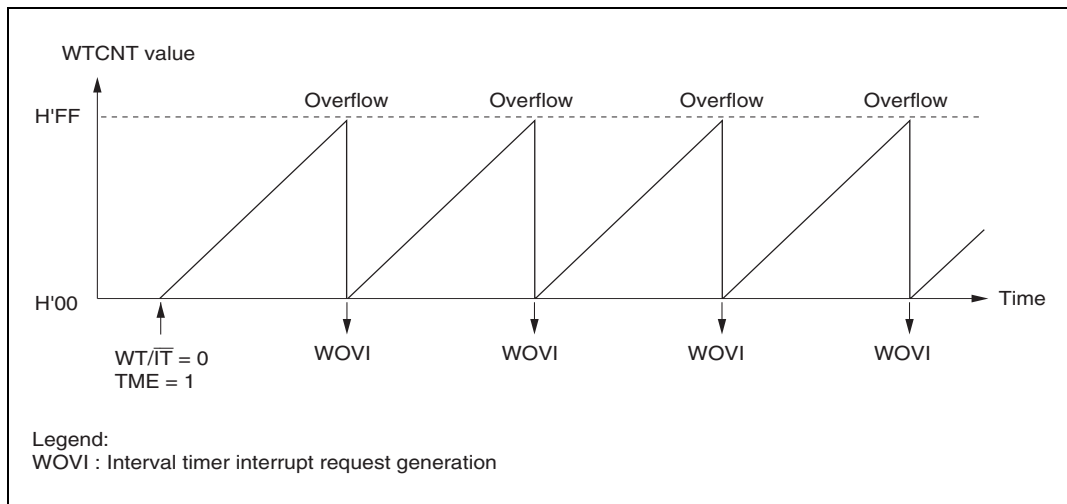 WTCNT value
Overflow Overflow Overflow Overflow
H'FF
H'00
Time
WT/I̅T̅ = 0
TME = 1
WOVI WOVI WOVI WOVI
Legend:
WOVI : Interval timer interrupt request generation